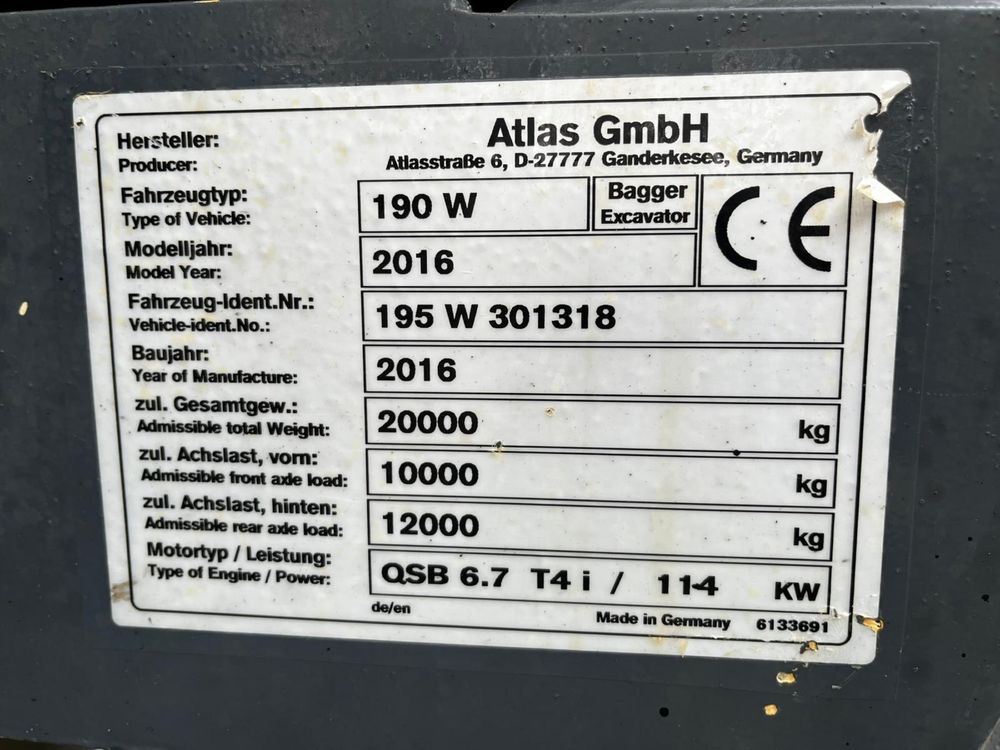 Hersteller:
Producer:
Atlas GmbH
Atlasstraße 6, D-27777 Ganderkesee, Germany
Fahrzeugtyp:
Type of Vehicle:
190 W
Bagger
Excavator
CE
Modelljahr:
Model Year:
2016
Fahrzeug-Ident.Nr.:
Vehicle-ident.No.:
195 W 301318
Baujahr:
Year of Manufacture:
2016
zul. Gesamtgew.:
Admissible total Weight:
20000 kg
zul. Achslast, vorn:
Admissible front axle load:
10000 kg
zul. Achslast, hinten:
Admissible rear axle load:
12000 kg
Motortyp / Leistung:
Type of Engine / Power:
QSB 6.7 T4 i / 114 KW
de/en
Made in Germany 6133691